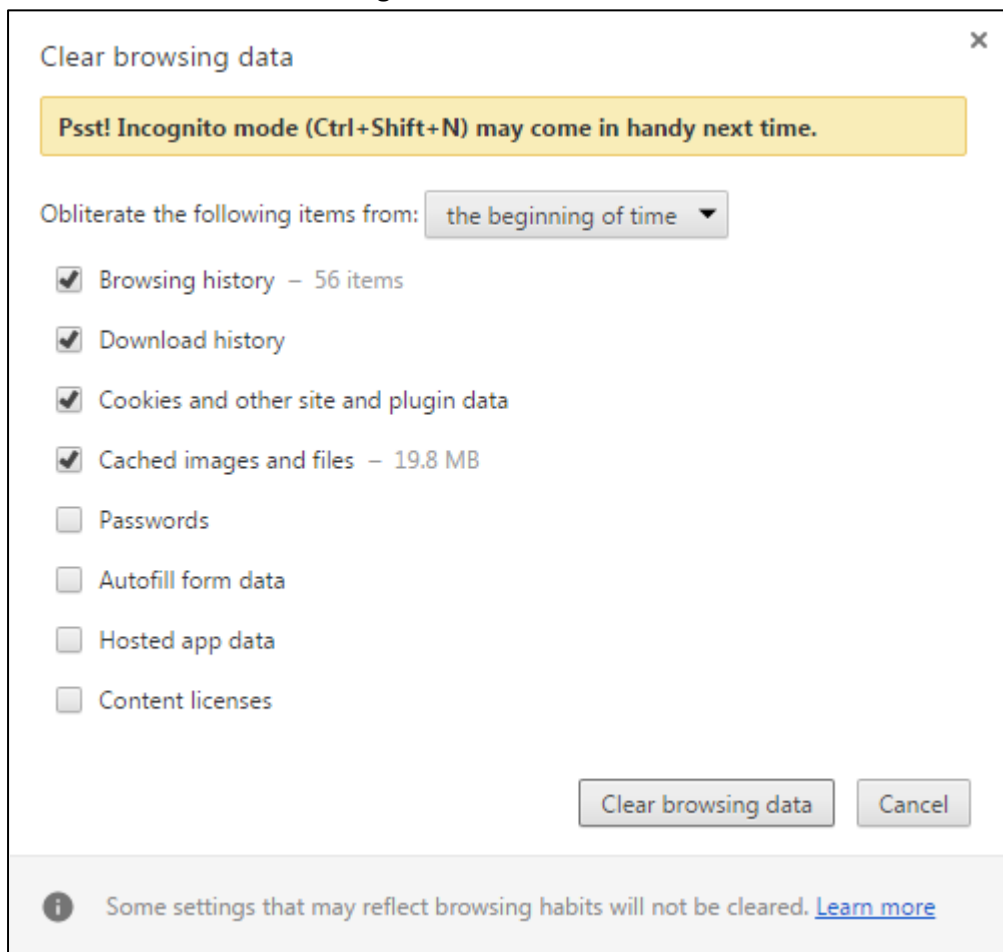 Clear browsing data
Psst! Incognito mode (Ctrl+Shift+N) may come in handy next time.
Obliterate the following items from: the beginning of time
Browsing history – 56 items
Download history
Cookies and other site and plugin data
Cached images and files – 19.8 MB
Passwords
Autofill form data
Hosted app data
Content licenses
Clear browsing data Cancel
Some settings that may reflect browsing habits will not be cleared. Learn more